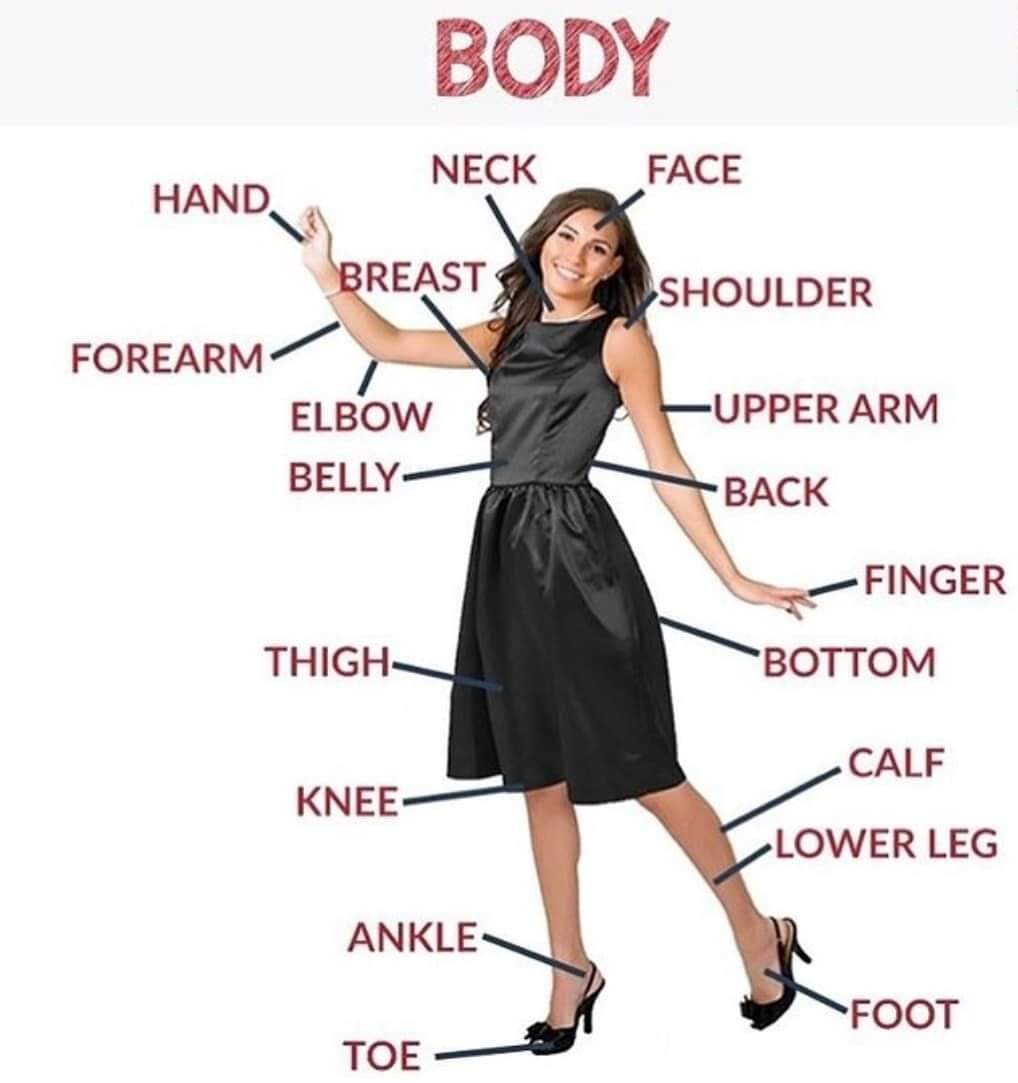 BODY
NECK
FACE
HAND
BREAST
SHOULDER
FOREARM
ELBOW
UPPER ARM
BELLY
BACK
FINGER
THIGH
BOTTOM
CALF
KNEE
LOWER LEG
ANKLE
FOOT
TOE